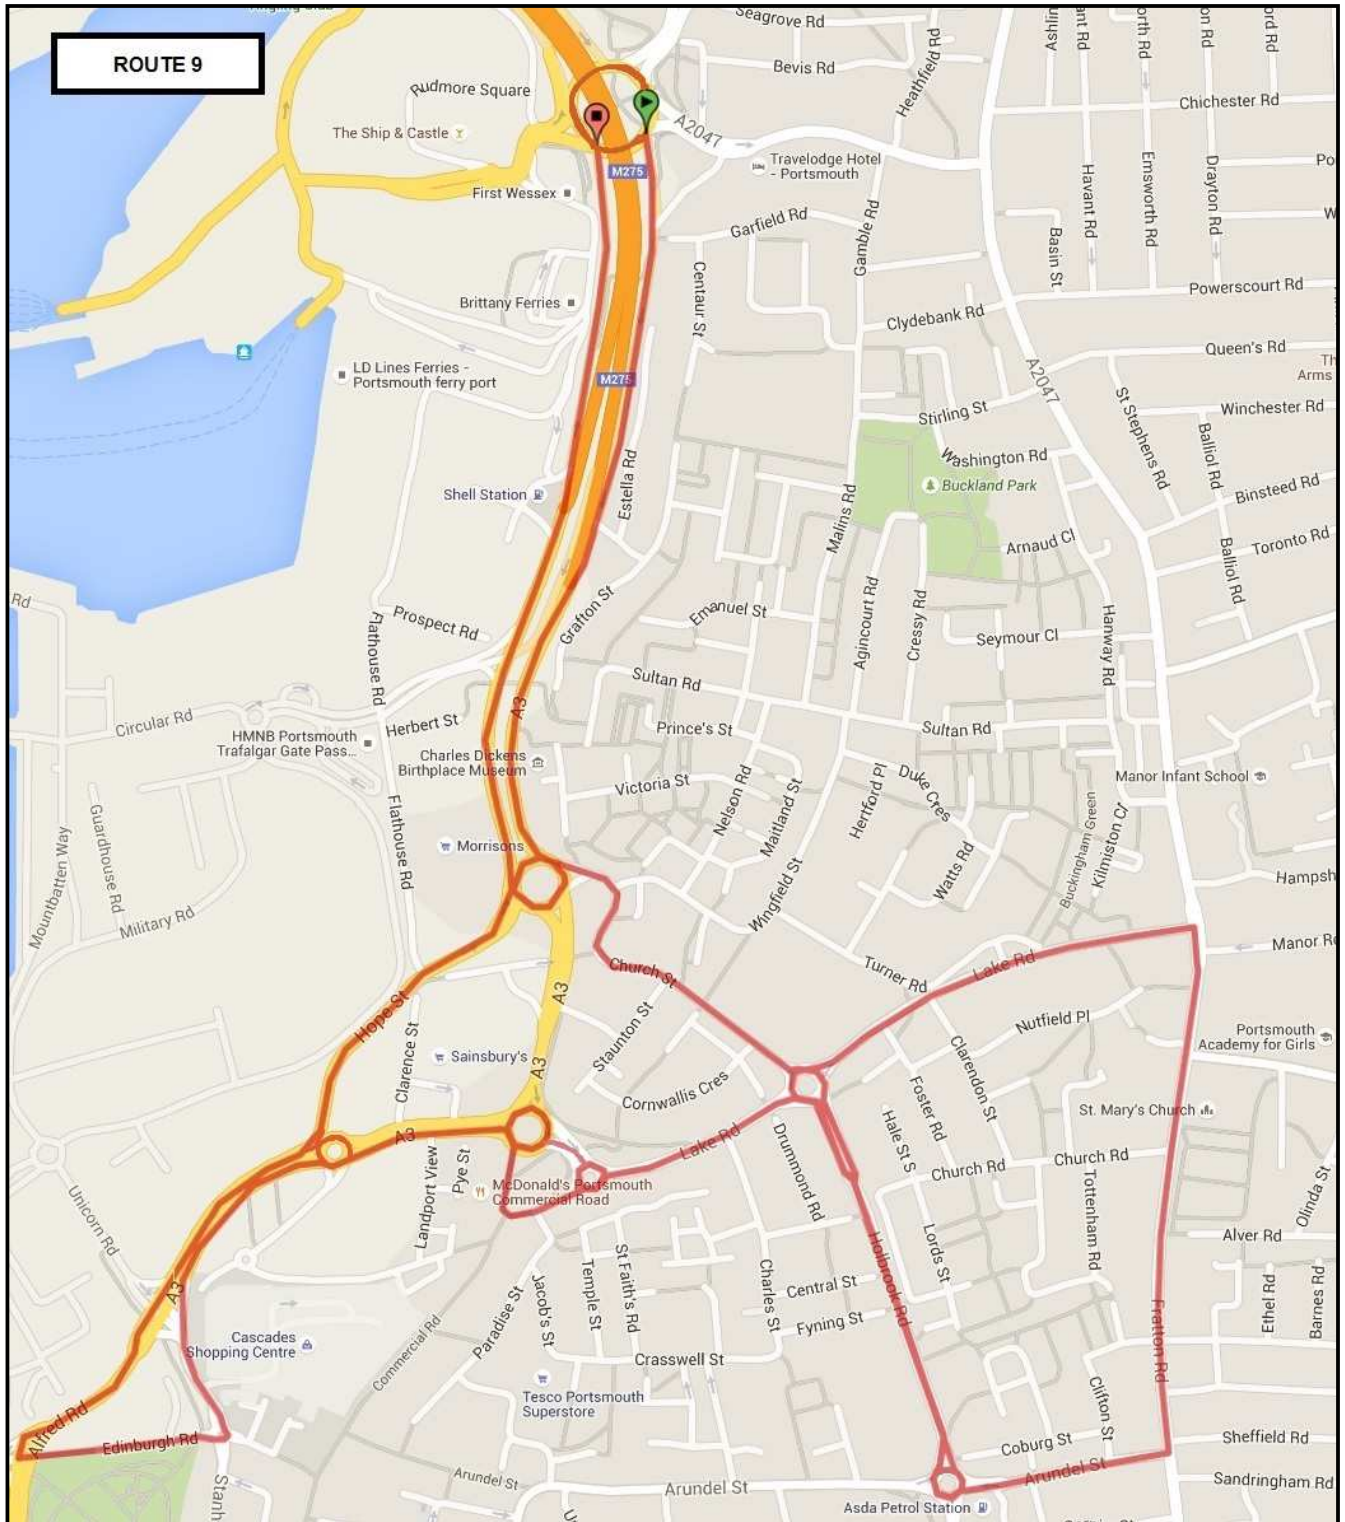 ROUTE 9
Seagrove Rd
Bevis Rd
Heathfield Rd
Rudmore Square
The Ship & Castle
A2047
Chichester Rd
Travelodge Hotel
- Portsmouth
M275
First Wessex
Garfield Rd
Gamble Rd
Havant Rd
Emsworth Rd
Drayton Rd
Basin St
Centaur St
Brittany Ferries
Powerscourt Rd
Clydebank Rd
Queen's Rd
LD Lines Ferries -
Portsmouth ferry port
M275
A2047
Th
Arms
Stirling St
St Stephens Rd
Winchester Rd
Balliol Rd
Washington Rd
Buckland Park
Binsteed Rd
Shell Station
Estella Rd
Malins Rd
Arnaud Cl
Toronto Rd
Balliol Rd
Rd
Prospect Rd
Grafton St
Emanuel St
Agincourt Rd
Cressy Rd
Seymour Cl
Hanway Rd
Flathouse Rd
Sultan Rd
Circular Rd
Herbert St
A3
HMNB Portsmouth
Trafalgar Gate Pass...
Prince's St
Sultan Rd
Charles Dickens
Birthplace Museum
Victoria St
Nelson Rd
Maitland St
Hertford Pl
Duke Cres
Manor Infant School
Guardhouse Rd
Flathouse Rd
Morrisons
Mountbatten Way
Military Rd
Wingfield St
Watts Rd
Buckingham Green
Kilmiston Cl
Hampsh
Manor R
Church St
Turner Rd
Lake Rd
Hope St
A3
Clarence St
Staunton St
Nutfield Pl
Portsmouth
Academy for Girls
Sainsbury's
A3
Cornwallis Cres
Clarendon St
Foster Rd
St. Mary's Church
A3
Lake Rd
Drummond Rd
Hale St S
Church Rd
Church Rd
Landport View
Pye St
McDonald's Portsmouth
Commercial Road
Tottenham Rd
Olinda St
Unicorn Rd
Alver Rd
Holbrook Rd
Lords St
St Faith's Rd
Temple St
Jacob's St
Paradise St
Charles St
Central St
Fyning St
Ethel Rd
Barnes Rd
A3
Cascades
Shopping Centre
Commercial Rd
Crasswell St
Fratton Rd
Tesco Portsmouth
Superstore
Clifton St
Alfred Rd
Edinburgh Rd
Coburg St
Sheffield Rd
Stanh
Arundel St
Arundel St
Arundel St
Sandringham Rd
Asda Petrol Station